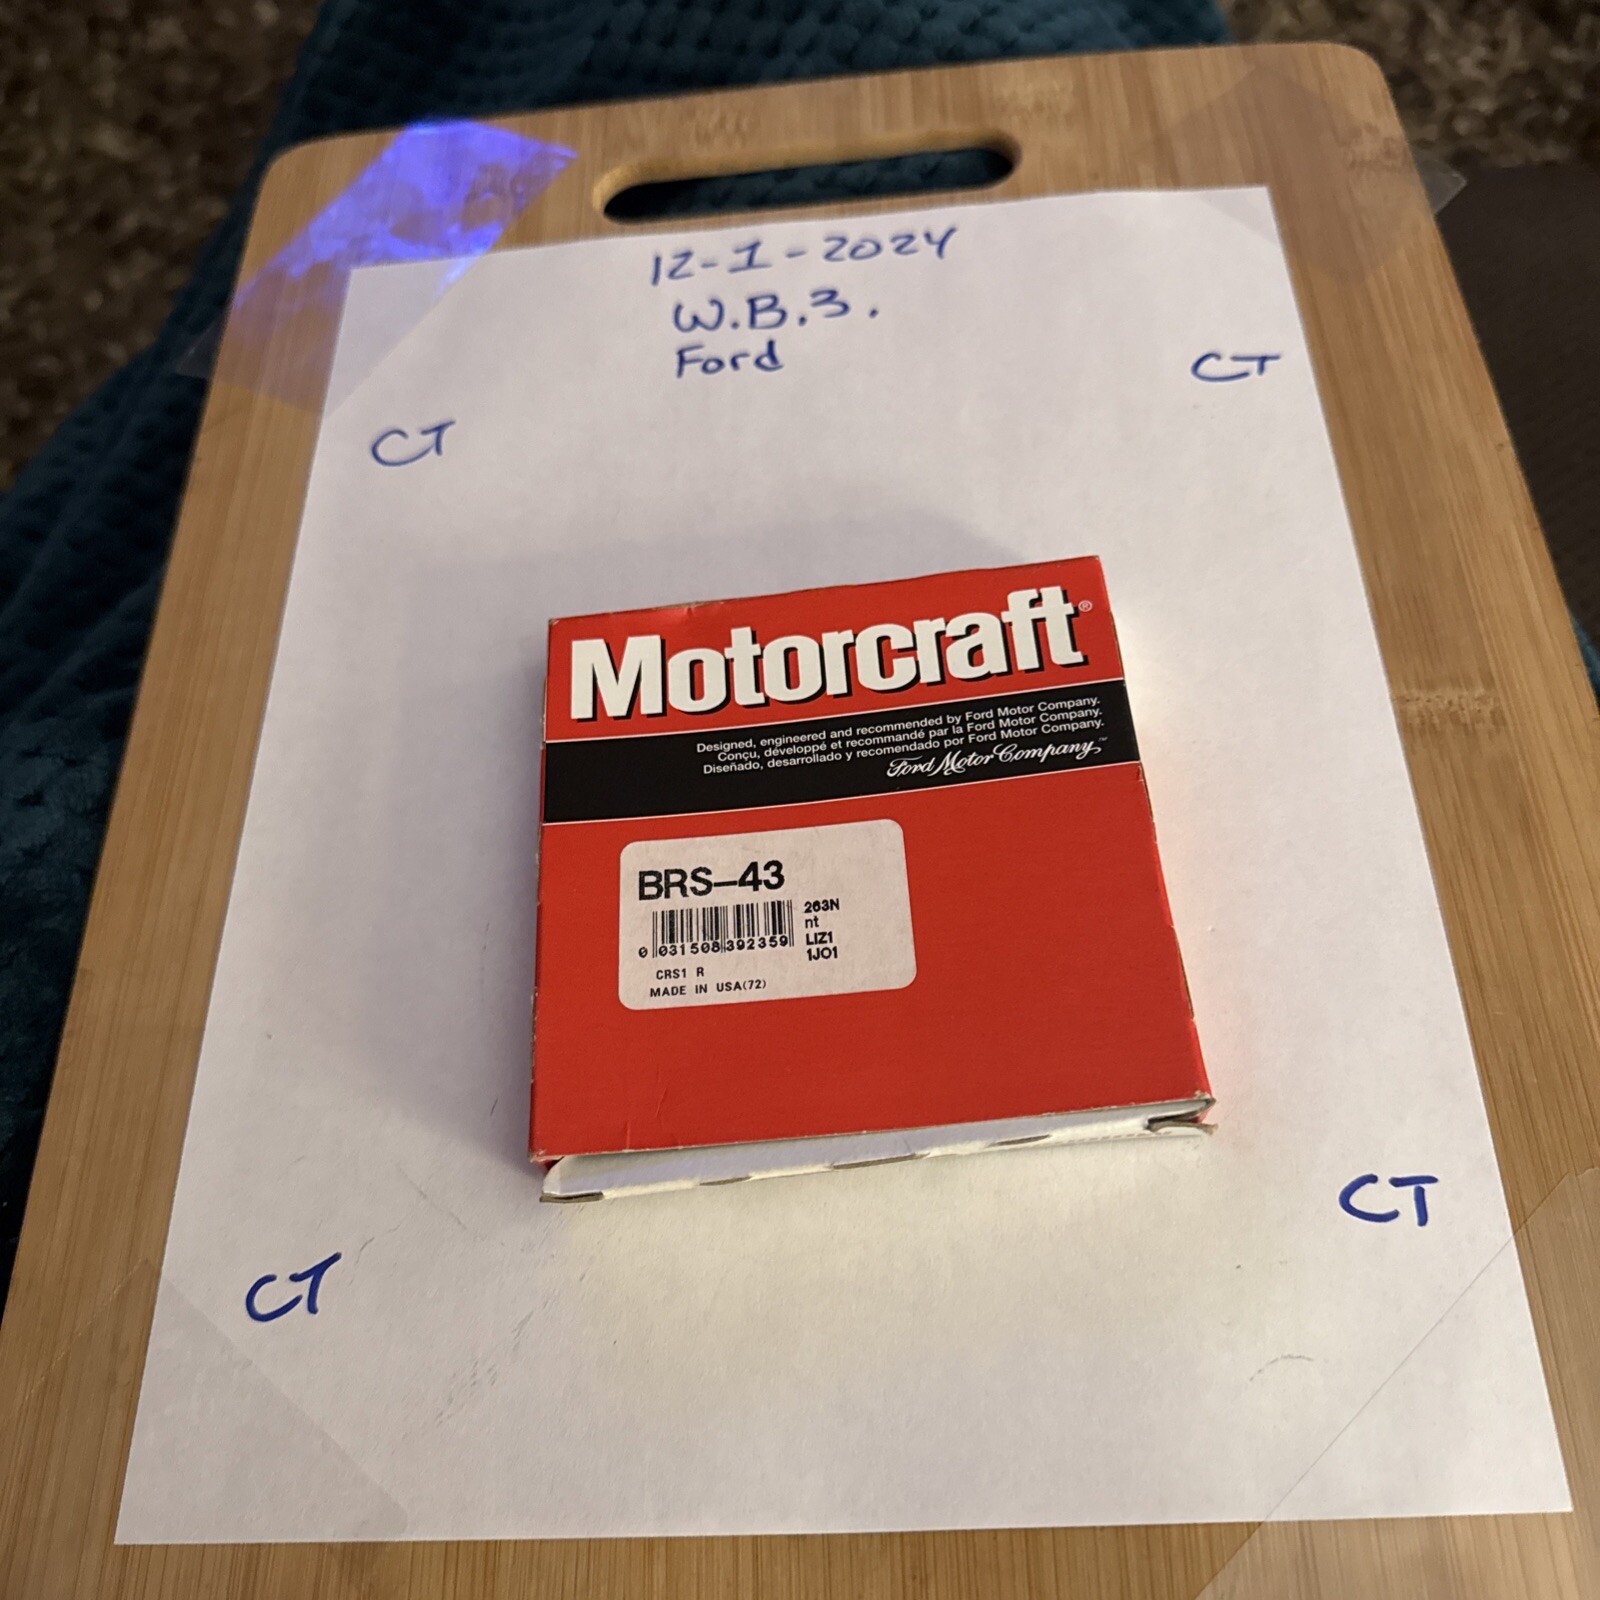 12-1-2024
W.B.3.
Ford
CT
CT
Motorcraft®
Designed, engineered and recommended by Ford Motor Company.
Conçu, développé et recommandé par la Ford Motor Company.
Diseñado, desarrollado y recomendado por Ford Motor Company.
Ford Motor Company™
BRS–43
263N
nt
LIZ1
1JO1
0 031508 392359
CRS1 R
MADE IN USA(72)
CT
CT